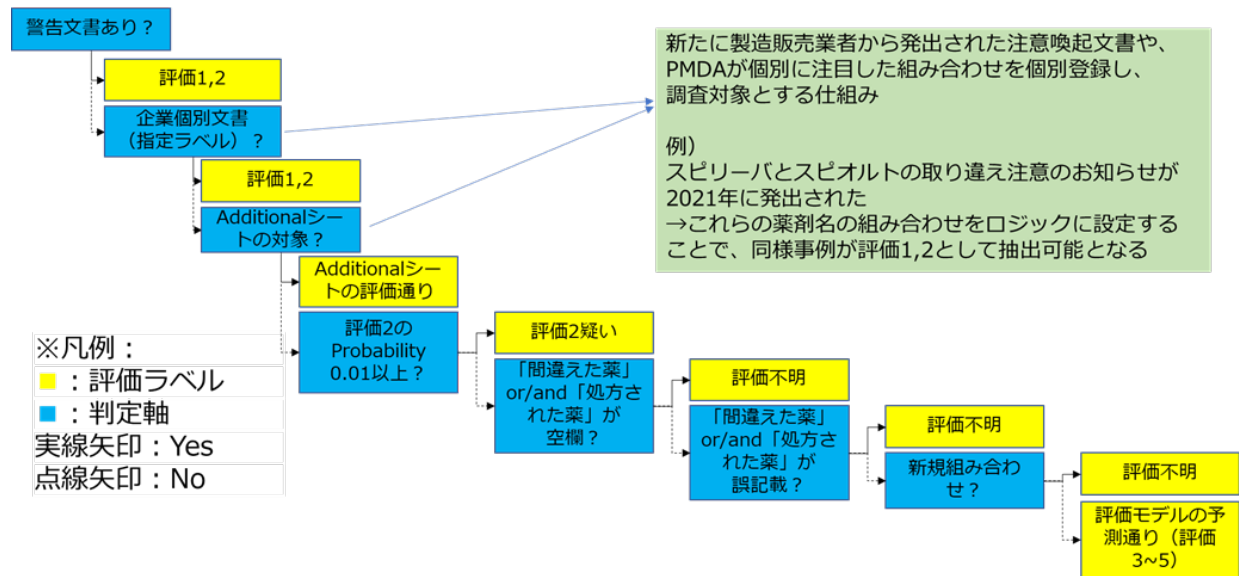 警告文書あり？
評価1,2
企業個別文書
（指定ラベル）？
評価1,2
Additionalシー
トの対象？
Additionalシー
トの評価通り
評価2の
Probability
0.01以上？
評価2疑い
「間違えた薬」
or/and「処方さ
れた薬」が
空欄？
評価不明
「間違えた薬」
or/and「処方さ
れた薬」が
誤記載？
評価不明
新規組み合わ
せ？
評価不明
評価モデルの予
測通り（評価
3~5）
新たに製造販売業者から発出された注意喚起文書や、
PMDAが個別に注目した組み合わせを個別登録し、
調査対象とする仕組み
例）
スピリーバとスピオルトの取り違え注意のお知らせが
2021年に発出された
→これらの薬剤名の組み合わせをロジックに設定する
ことで、同様事例が評価1,2として抽出可能となる
※凡例：
：評価ラベル
：判定軸
実線矢印：Yes
点線矢印：No